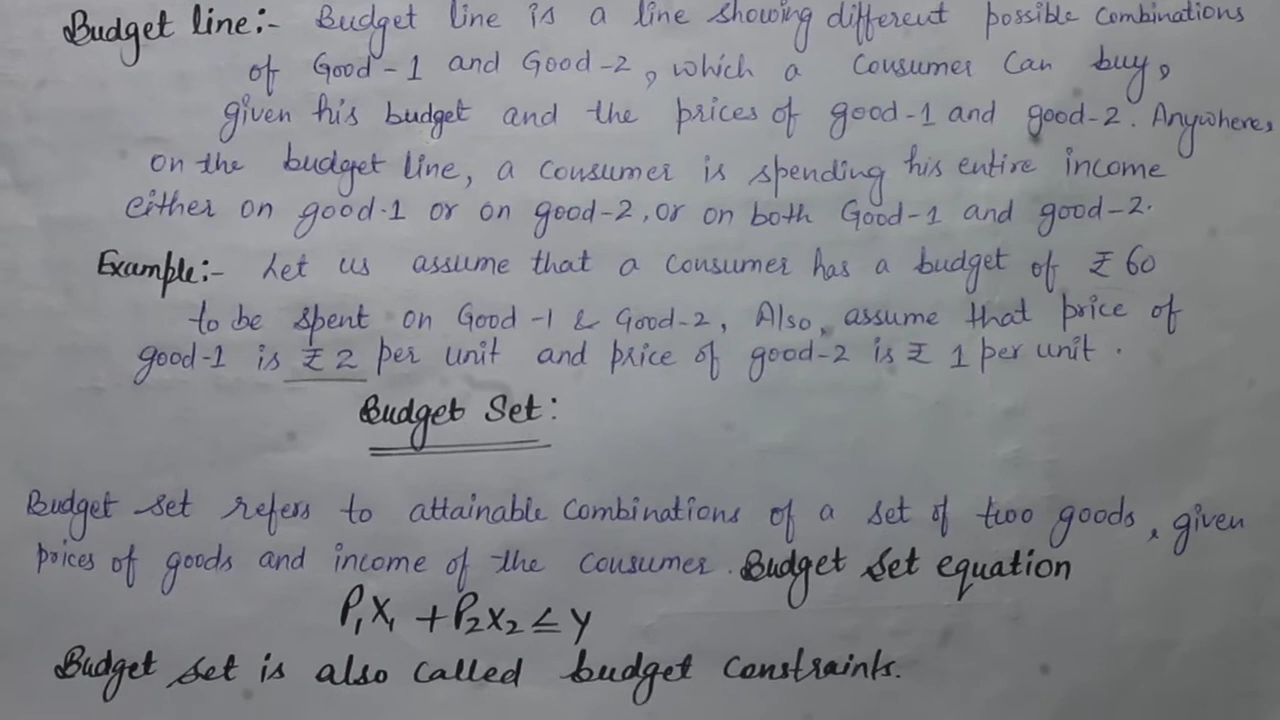 Budget line:- Budget line is a line showing different possible combinations
of Good-1 and Good-2, which a consumer can buy,
given his budget and the prices of good-1 and good-2. Anywhere,
on the budget line, a consumer is spending his entire income
either on good-1 or on good-2, or on both Good-1 and good-2.
Example:- Let us assume that a consumer has a budget of ₹ 60
to be spent on Good-1 & Good-2, Also, assume that price of
good-1 is ₹ 2 per unit and price of good-2 is ₹ 1 per unit.
Budget Set:
Budget set refers to attainable combinations of a set of two goods, given
prices of goods and income of the consumer. Budget Set equation
P₁X₁ + P₂X₂ ≤ Y
Budget set is also called budget constraints.